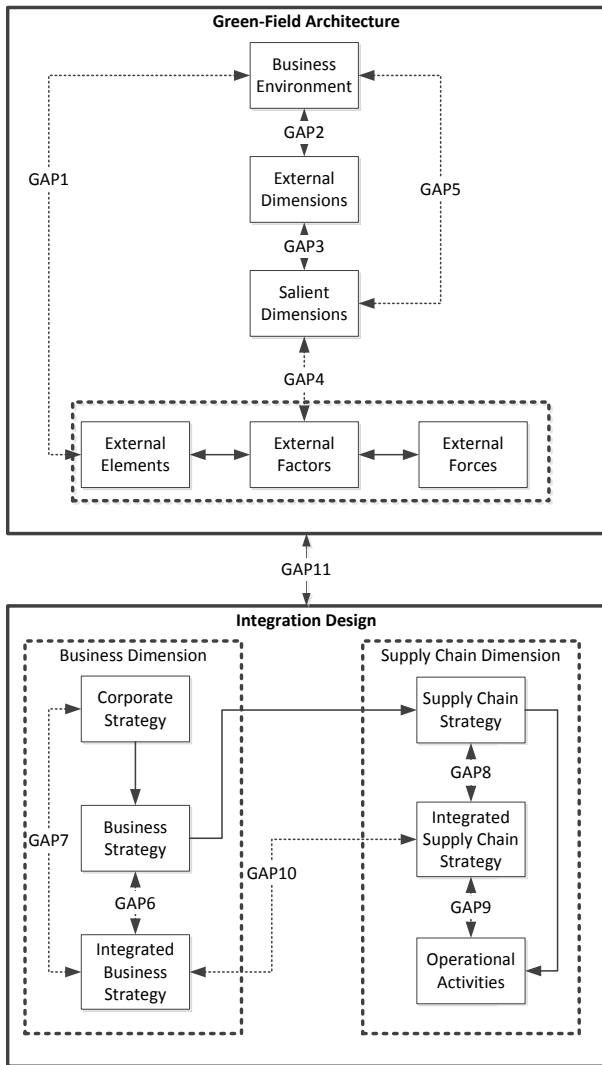 Green-Field Architecture
Business
Environment
GAP2
GAP1
External
Dimensions
GAP5
GAP3
Salient
Dimensions
GAP4
External
Elements
External
Factors
External
Forces
GAP11
Integration Design
Business Dimension
Supply Chain Dimension
Corporate
Strategy
Supply Chain
Strategy
GAP8
Business
Strategy
Integrated
Supply Chain
Strategy
GAP7
GAP10
GAP6
GAP9
Integrated
Business
Strategy
Operational
Activities